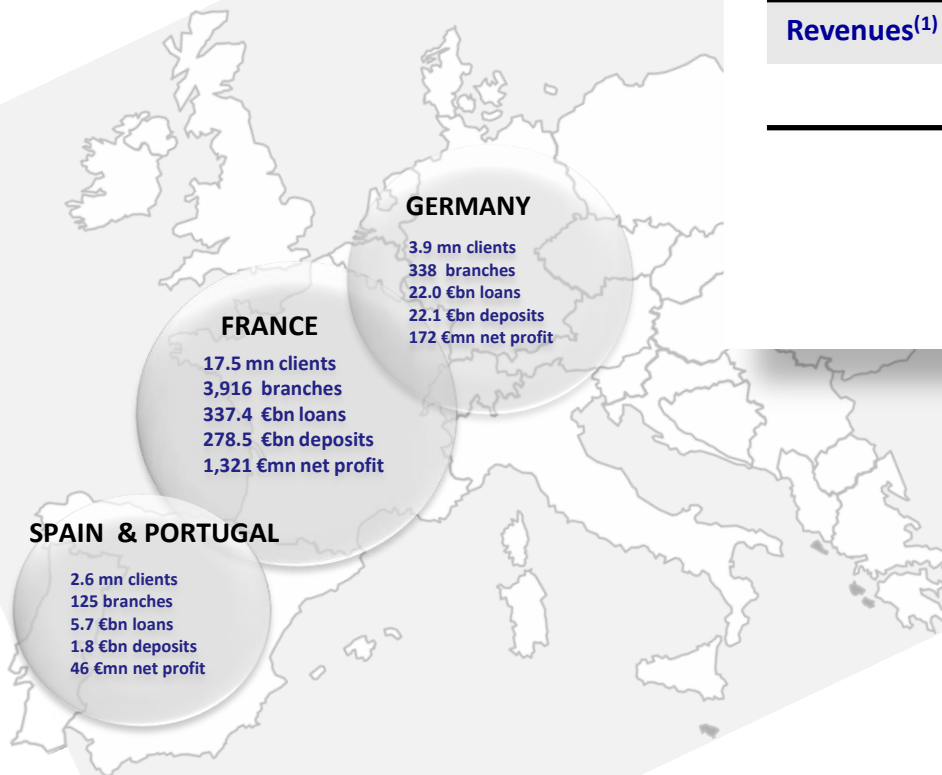 Revenues(1)
GERMANY
3.9 mn clients
338 branches
22.0 €bn loans
22.1 €bn deposits
172 €mn net profit
FRANCE
17.5 mn clients
3,916 branches
337.4 €bn loans
278.5 €bn deposits
1,321 €mn net profit
SPAIN & PORTUGAL
2.6 mn clients
125 branches
5.7 €bn loans
1.8 €bn deposits
46 €mn net profit